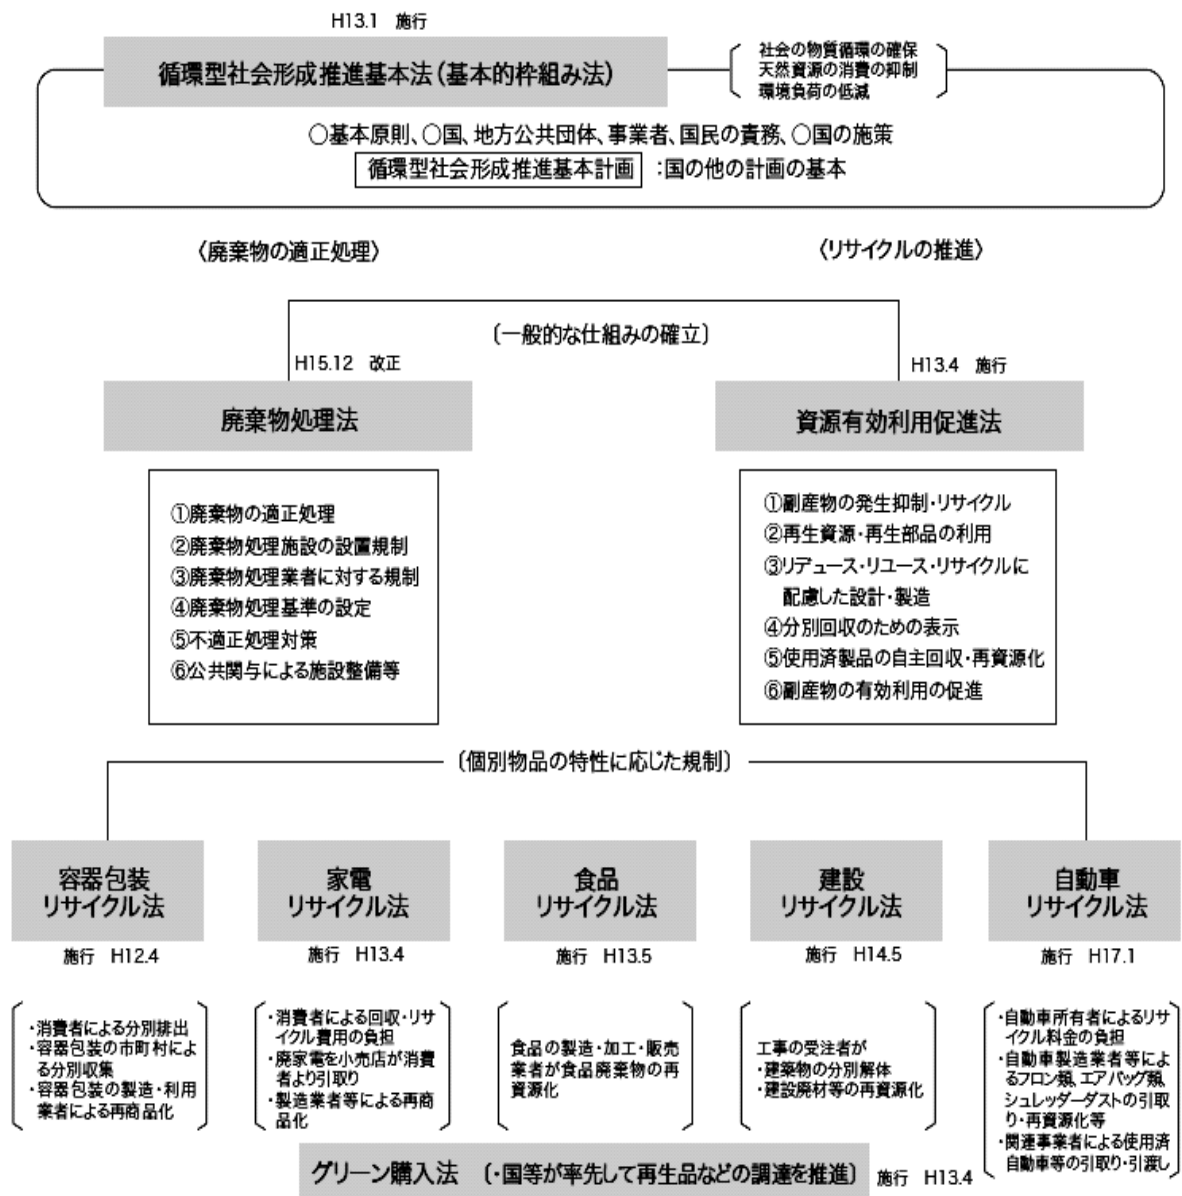 H13.1 施行
循環型社会形成推進基本法（基本的枠組み法）
社会の物質循環の確保
天然資源の消費の抑制
環境負荷の低減
○基本原則、○国、地方公共団体、事業者、国民の責務、○国の施策
循環型社会形成推進基本計画 ：国の他の計画の基本
〈廃棄物の適正処理〉
〈リサイクルの推進〉
〔一般的な仕組みの確立〕
H15.12 改正
H13.4 施行
廃棄物処理法
資源有効利用促進法
①廃棄物の適正処理
②廃棄物処理施設の設置規制
③廃棄物処理業者に対する規制
④廃棄物処理基準の設定
⑤不適正処理対策
⑥公共関与による施設整備等
①副産物の発生抑制・リサイクル
②再生資源・再生部品の利用
③リデュース・リユース・リサイクルに
配慮した設計・製造
④分別回収のための表示
⑤使用済製品の自主回収・再資源化
⑥副産物の有効利用の促進
〔個別物品の特性に応じた規制〕
容器包装
リサイクル法
施行 H12.4
・消費者による分別排出
・容器包装の市町村によ
る分別収集
・容器包装の製造・利用
業者による再商品化
家電
リサイクル法
施行 H13.4
・消費者による回収・リサ
イクル費用の負担
・廃家電を小売店が消費
者より引取り
・製造業者等による再商
品化
食品
リサイクル法
施行 H13.5
食品の製造・加工・販売
業者が食品廃棄物の再
資源化
建設
リサイクル法
施行 H14.5
工事の受注者が
・建築物の分別解体
・建設廃材等の再資源化
自動車
リサイクル法
施行 H17.1
・自動車所有者によるリサ
イクル料金の負担
・自動車製造業者等によ
るフロン類、エアバッグ類、
シュレッダーダストの引取
り・再資源化等
・関連事業者による使用済
自動車等の引取り・引渡し
グリーン購入法 〔・国等が率先して再生品などの調達を推進〕 施行 H13.4